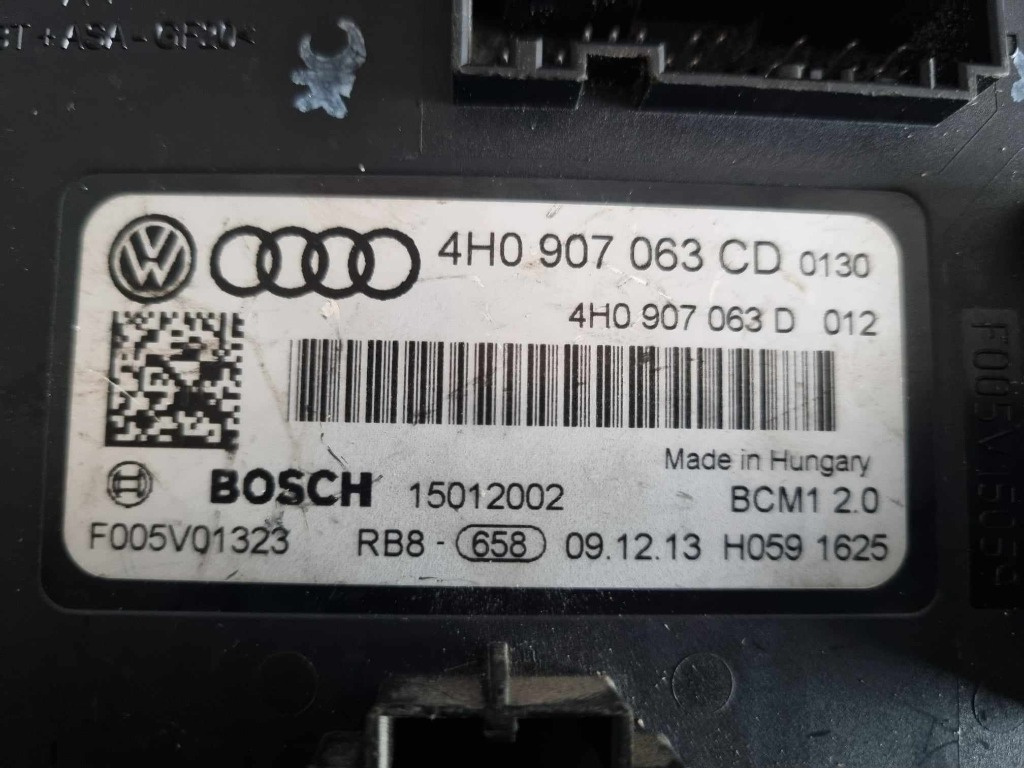 4H0 907 063 CD 0130
4H0 907 063 D 012
Made in Hungary
BOSCH 15012002 BCM1 2.0
F005V01323 RB8 - 658 09.12.13 H059 1625